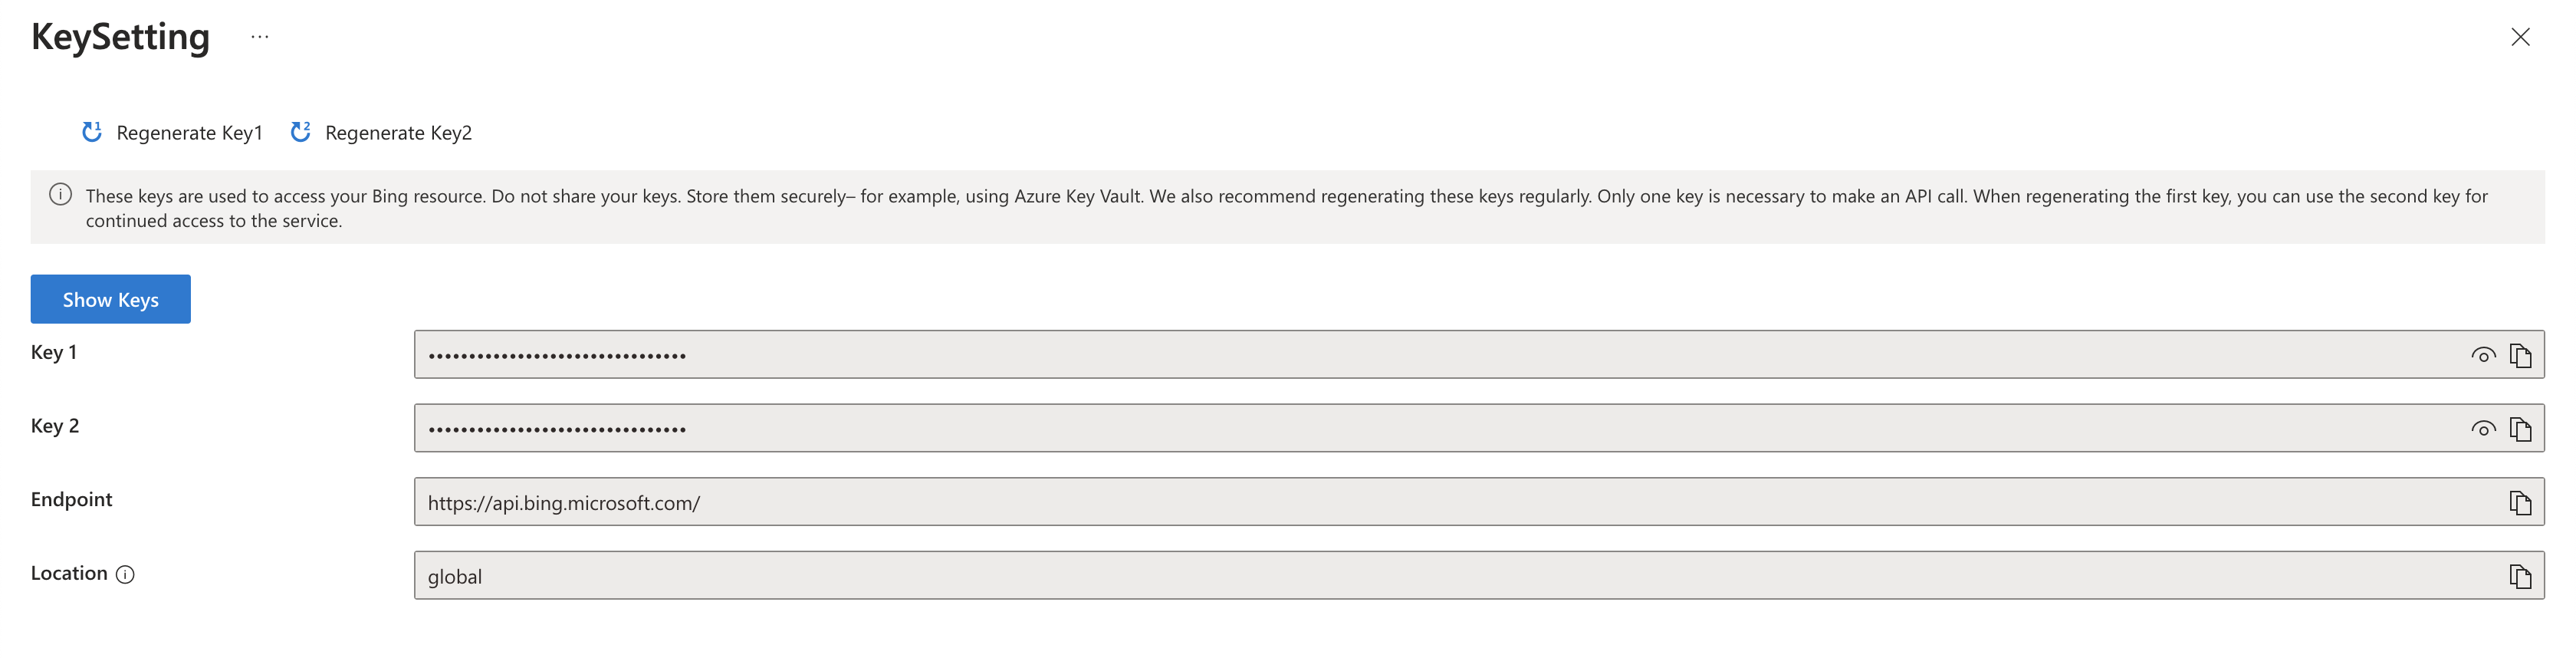 KeySetting ...
Regenerate Key1 Regenerate Key2
These keys are used to access your Bing resource. Do not share your keys. Store them securely– for example, using Azure Key Vault. We also recommend regenerating these keys regularly. Only one key is necessary to make an API call. When regenerating the first key, you can use the second key for
continued access to the service.
Show Keys
Key 1 ••••••••••••••••••••••••••••••••
Key 2 ••••••••••••••••••••••••••••••••
Endpoint https://api.bing.microsoft.com/
Location global